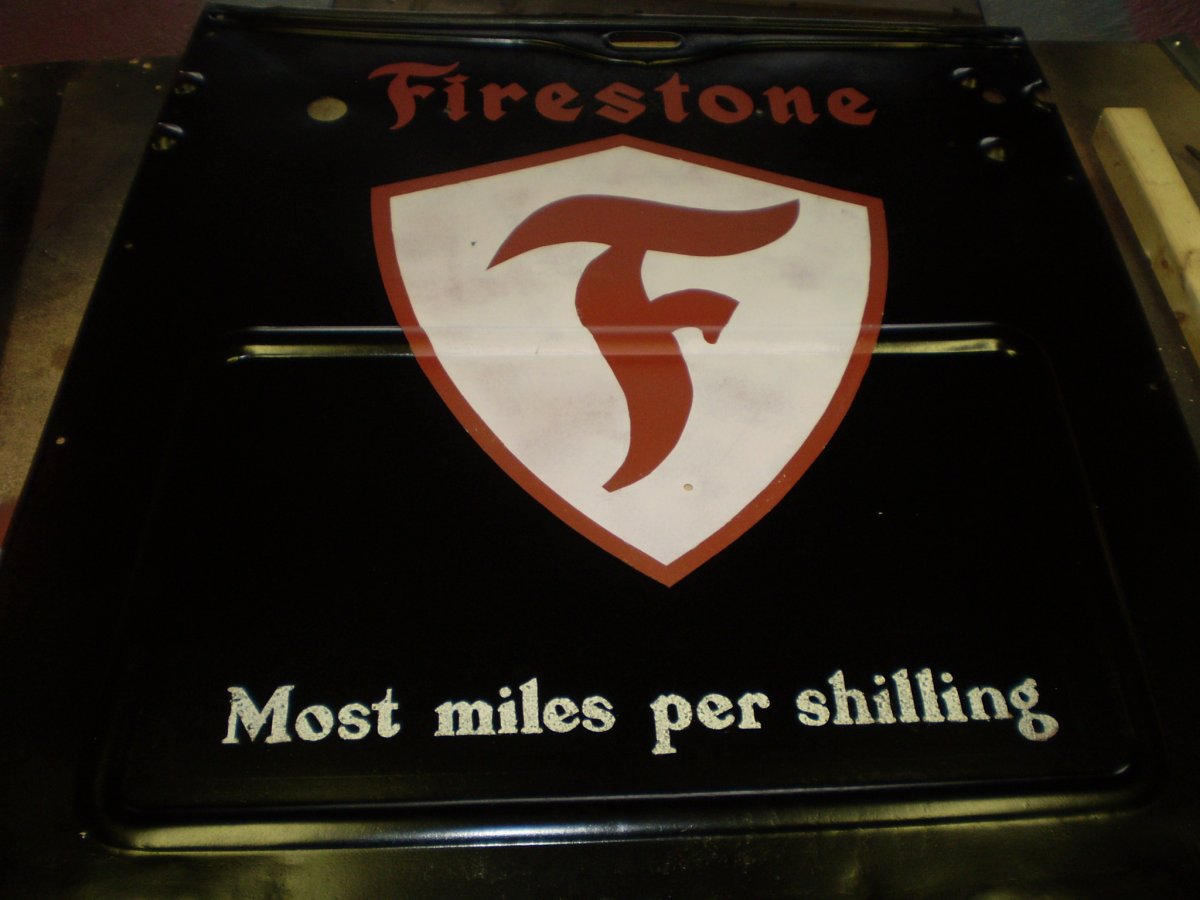 Firestone
F
Most miles per shilling